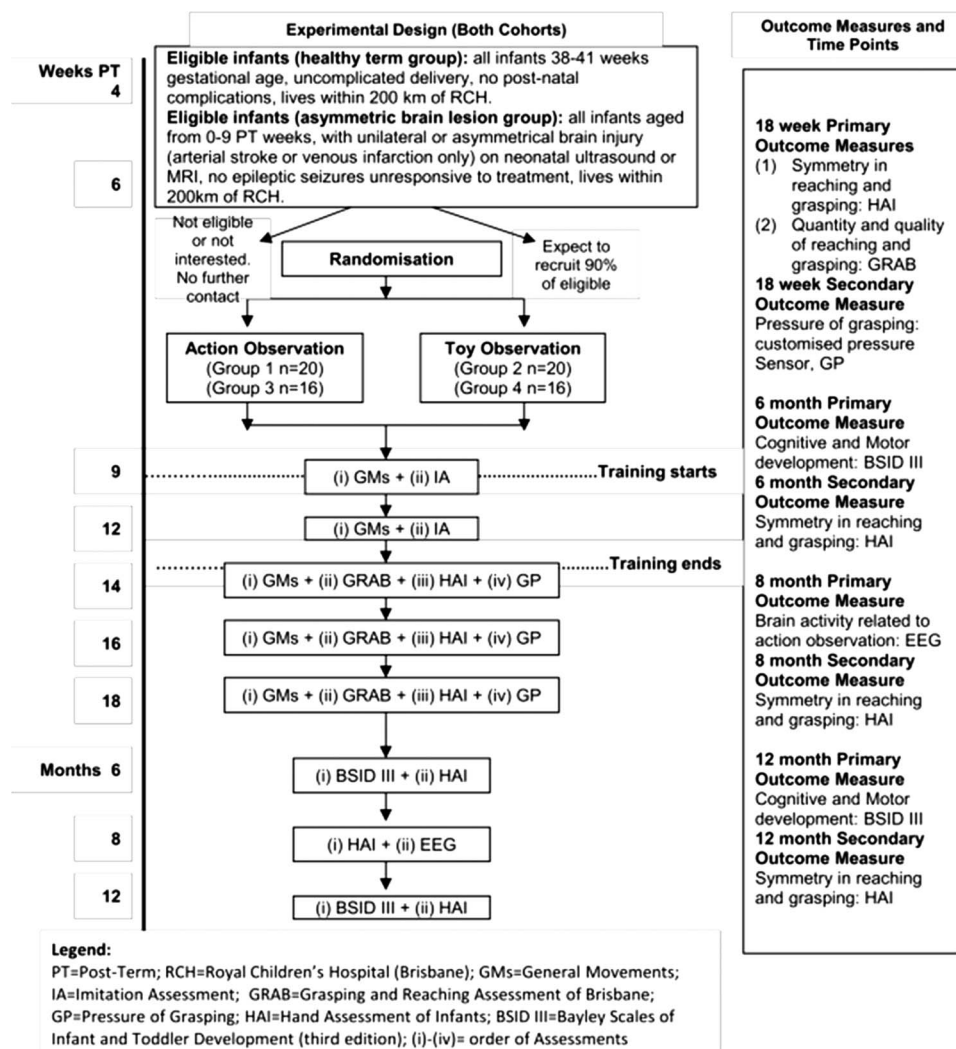 Experimental Design (Both Cohorts)
Weeks PT
4
Eligible infants (healthy term group): all infants 38-41 weeks
gestational age, uncomplicated delivery, no post-natal
complications, lives within 200 km of RCH.
Eligible infants (asymmetric brain lesion group): all infants aged
from 0-9 PT weeks, with unilateral or asymmetrical brain injury
(arterial stroke or venous infarction only) on neonatal ultrasound or
MRI, no epileptic seizures unresponsive to treatment, lives within
200km of RCH.
6
Not eligible
or not
interested.
No further
contact
Randomisation
Expect to
recruit 90%
of eligible
Action Observation
(Group 1 n=20)
(Group 3 n=16)
Toy Observation
(Group 2 n=20)
(Group 4 n=16)
9
(i) GMs + (ii) IA
Training starts
12
(i) GMs + (ii) IA
Training ends
14
(i) GMs + (ii) GRAB + (iii) HAI + (iv) GP
16
(i) GMs + (ii) GRAB + (iii) HAI + (iv) GP
18
(i) GMs + (ii) GRAB + (iii) HAI + (iv) GP
Months 6
(i) BSID III + (ii) HAI
8
(i) HAI + (ii) EEG
12
(i) BSID III + (ii) HAI
Outcome Measures and
Time Points
18 week Primary
Outcome Measures
(1) Symmetry in
reaching and
grasping: HAI
(2) Quantity and quality
of reaching and
grasping: GRAB
18 week Secondary
Outcome Measure
Pressure of grasping:
customised pressure
Sensor, GP
6 month Primary
Outcome Measure
Cognitive and Motor
development: BSID III
6 month Secondary
Outcome Measure
Symmetry in reaching
and grasping: HAI
8 month Primary
Outcome Measure
Brain activity related to
action observation: EEG
8 month Secondary
Outcome Measure
Symmetry in reaching
and grasping: HAI
12 month Primary
Outcome Measure
Cognitive and Motor
development: BSID III
12 month Secondary
Outcome Measure
Symmetry in reaching
and grasping: HAI
Legend:
PT=Post-Term; RCH=Royal Children's Hospital (Brisbane); GMs=General Movements;
IA=Imitation Assessment; GRAB=Grasping and Reaching Assessment of Brisbane;
GP=Pressure of Grasping; HAI=Hand Assessment of Infants; BSID III=Bayley Scales of
Infant and Toddler Development (third edition); (i)-(iv)= order of Assessments